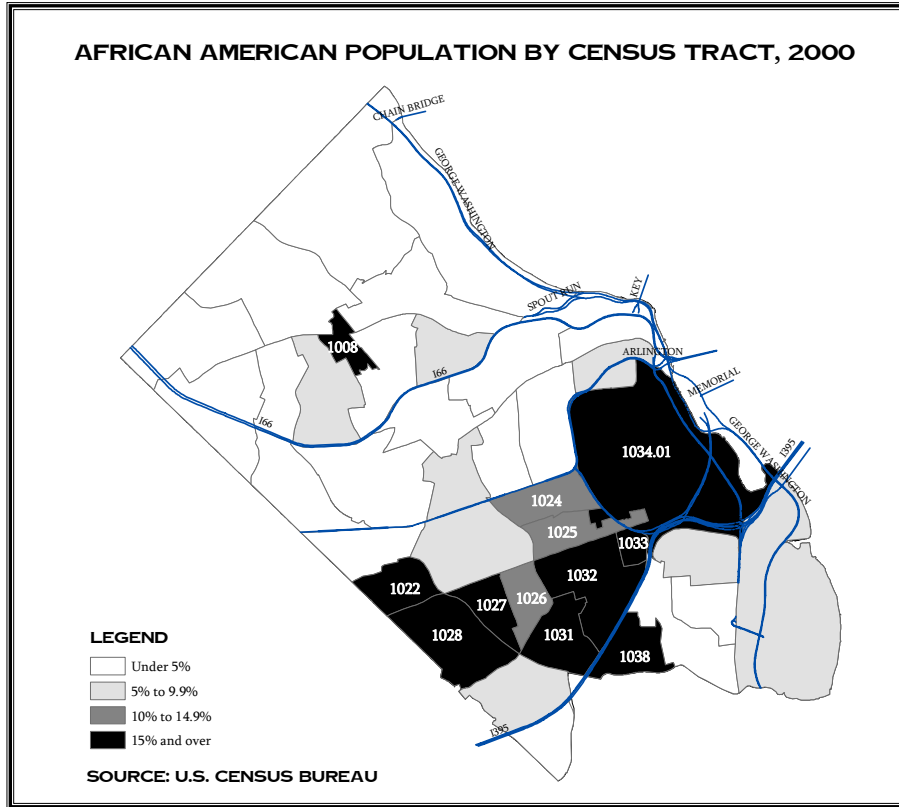 AFRICAN AMERICAN POPULATION BY CENSUS TRACT, 2000
CHAIN BRIDGE
GEORGE WASHINGTON
SPOUT RUN
KEY
1008
I66
ARLINGTON
MEMORIAL
I66
GEORGE WASHINGTON
I395
1034.01
1024
1025
1033
1022
1027
1026
1032
1028
1031
1038
LEGEND
Under 5%
5% to 9.9%
10% to 14.9%
15% and over
I395
SOURCE: U.S. CENSUS BUREAU